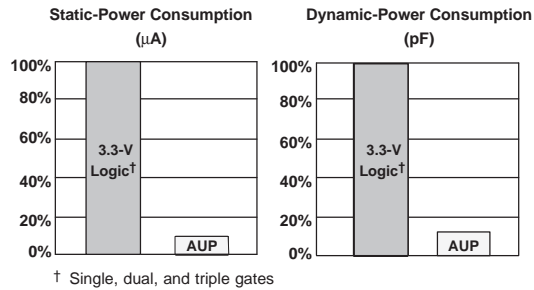 Static-Power Consumption
(µA)
100%
80%
60%
40%
20%
0%
3.3-V
Logic†
AUP
Dynamic-Power Consumption
(pF)
100%
80%
60%
40%
20%
0%
3.3-V
Logic†
AUP
† Single, dual, and triple gates